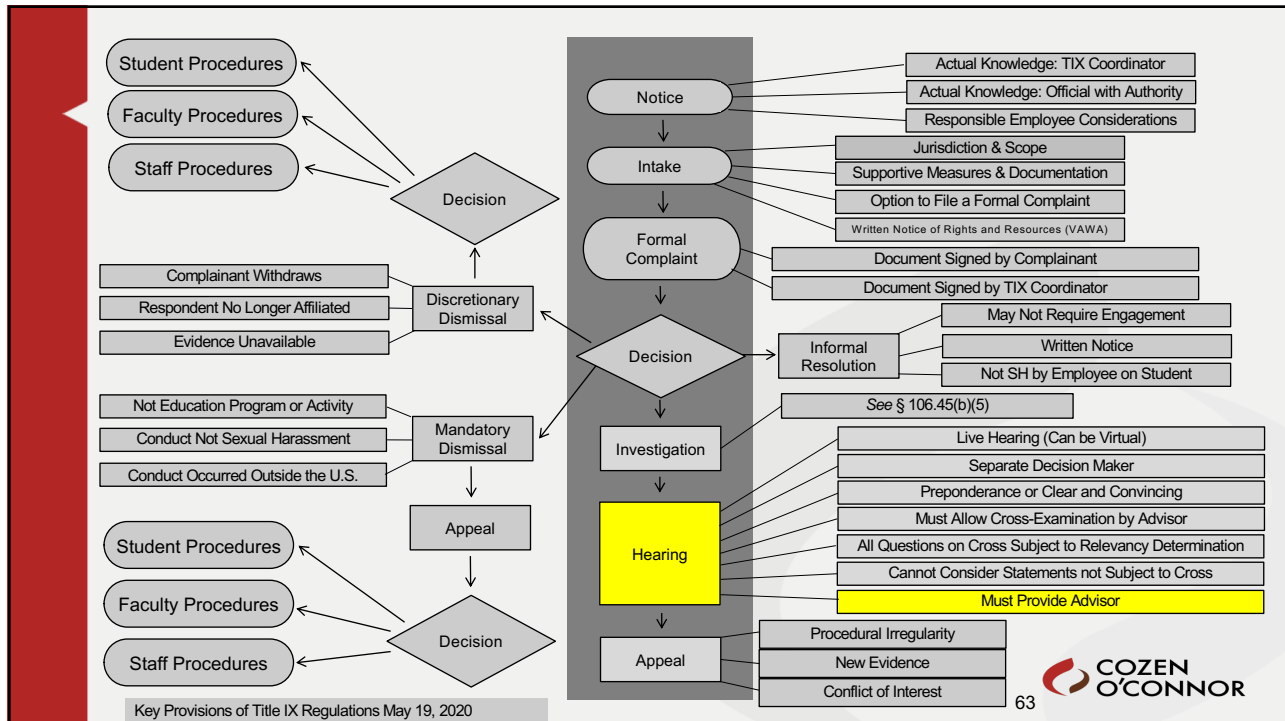 Student Procedures
Faculty Procedures
Staff Procedures
Decision
Complainant Withdraws
Respondent No Longer Affiliated
Evidence Unavailable
Discretionary
Dismissal
Not Education Program or Activity
Conduct Not Sexual Harassment
Conduct Occurred Outside the U.S.
Mandatory
Dismissal
Appeal
Student Procedures
Faculty Procedures
Staff Procedures
Decision
Notice
Actual Knowledge: TIX Coordinator
Actual Knowledge: Official with Authority
Responsible Employee Considerations
Intake
Jurisdiction & Scope
Supportive Measures & Documentation
Option to File a Formal Complaint
Written Notice of Rights and Resources (VAWA)
Formal
Complaint
Document Signed by Complainant
Document Signed by TIX Coordinator
Decision
Informal
Resolution
May Not Require Engagement
Written Notice
Not SH by Employee on Student
Investigation
See § 106.45(b)(5)
Hearing
Live Hearing (Can be Virtual)
Separate Decision Maker
Preponderance or Clear and Convincing
Must Allow Cross-Examination by Advisor
All Questions on Cross Subject to Relevancy Determination
Cannot Consider Statements not Subject to Cross
Must Provide Advisor
Appeal
Procedural Irregularity
New Evidence
Conflict of Interest
Key Provisions of Title IX Regulations May 19, 2020
63
COZEN
O'CONNOR